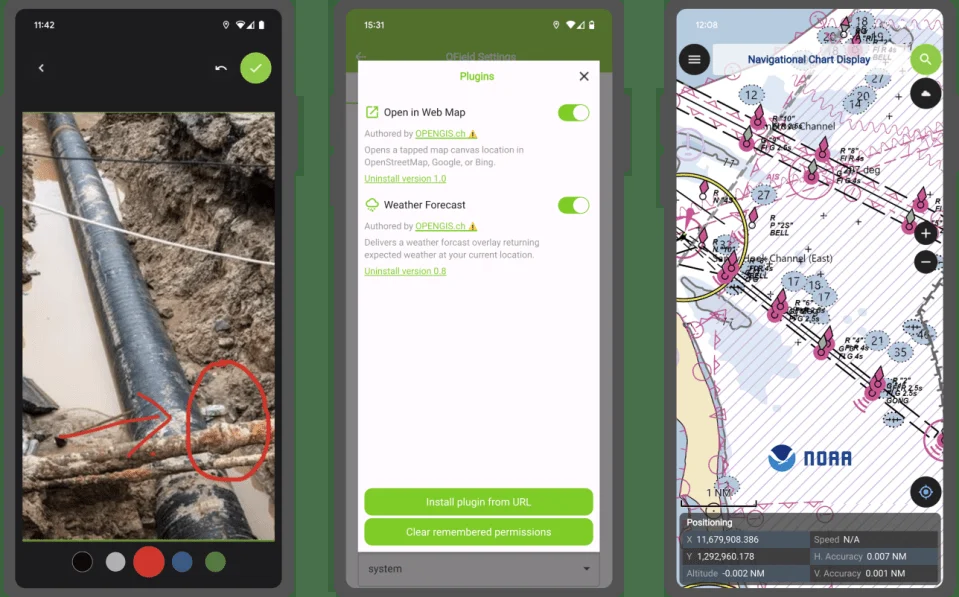 11:42
15:31
QField Settings
Plugins
Open in Web Map
Authored by OPENGIS.ch
Opens a tapped map canvas location in
OpenStreetMap, Google, or Bing.
Uninstall version 1.0
Weather Forecast
Authored by OPENGIS.ch
Delivers a weather forcast overlay returning
expected weather at your current location.
Uninstall version 0.8
Install plugin from URL
Clear remembered permissions
system
12:08
Navigational Chart Display
BELL
18
27
20
14
12
R "10"
Channel
R "8"
Fl R 4s
Fl G 4s
17
AIS
27
R
P "2S"
BELL
Channel (East)
17
18
17
R "6"
R "4"
Fl G 4s
21
35
R "2"
GONG
NOAA
1 NM
Positioning
X 11,679,908.386
Speed N/A
Y 1,292,960.178
H. Accuracy 0.007 NM
Altitude -0.002 NM
V. Accuracy 0.001 NM